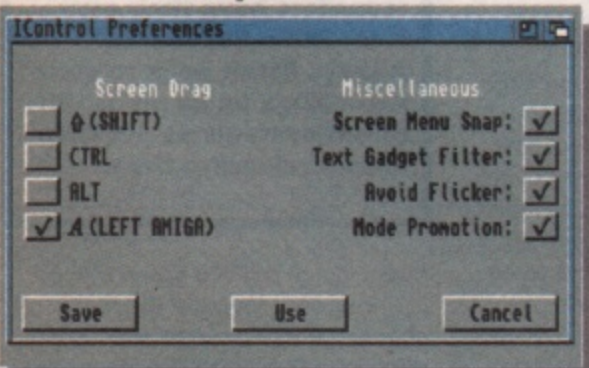 IControl Preferences
Screen Drag
⇧(SHIFT)
CTRL
ALT
A(LEFT AMIGA)
Miscellaneous
Screen Menu Snap:
Text Gadget Filter:
Avoid Flicker:
Mode Promotion:
Save
Use
Cancel